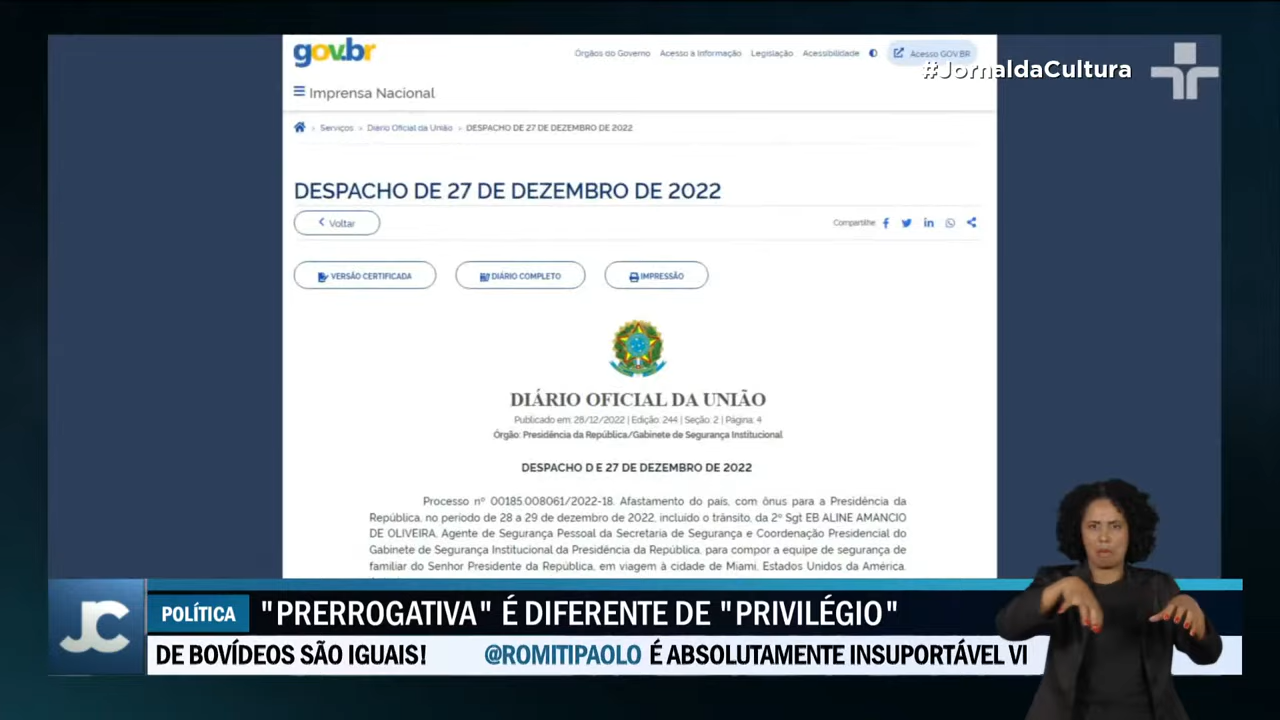 gov.br
Órgãos do Governo Acesso à Informação Legislação Acessibilidade Acesso GOV.BR
#JornaldaCultura
Imprensa Nacional
> Serviços > Diário Oficial da União > DESPACHO DE 27 DE DEZEMBRO DE 2022
DESPACHO DE 27 DE DEZEMBRO DE 2022
Voltar
Compartilhe
VERSÃO CERTIFICADA DIÁRIO COMPLETO IMPRESSÃO
DIÁRIO OFICIAL DA UNIÃO
Publicado em: 28/12/2022 | Edição: 244 | Seção: 2 | Página: 4
Órgão: Presidência da República/Gabinete de Segurança Institucional
DESPACHO D E 27 DE DEZEMBRO DE 2022
Processo nº 00185.008061/2022-18. Afastamento do país, com ônus para a Presidência da
República, no período de 28 a 29 de dezembro de 2022, incluído o trânsito, da 2º Sgt EB ALINE AMANCIO
DE OLIVEIRA, Agente de Segurança Pessoal da Secretaria de Segurança e Coordenação Presidencial do
Gabinete de Segurança Institucional da Presidência da República, para compor a equipe de segurança de
familiar do Senhor Presidente da República, em viagem à cidade de Miami, Estados Unidos da América.
JC
POLÍTICA "PRERROGATIVA" É DIFERENTE DE "PRIVILÉGIO"
DE BOVÍDEOS SÃO IGUAIS! @ROMITIPAOLO É ABSOLUTAMENTE INSUPORTÁVEL VI